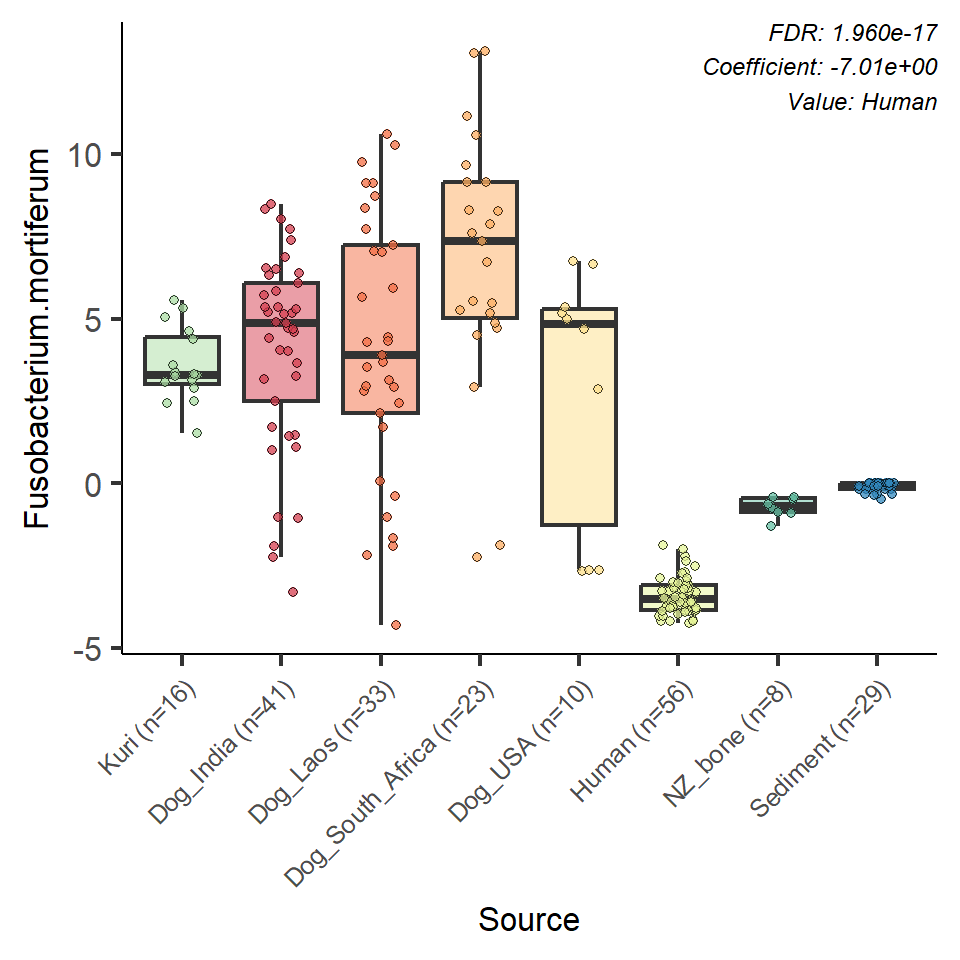 FDR: 1.960e-17
Coefficient: -7.01e+00
Value: Human
Fusobacterium.mortiferum
10
5
0
-5
Kuri (n=16)
Dog_India (n=41)
Dog_Laos (n=33)
Dog_South_Africa (n=23)
Dog_USA (n=10)
Human (n=56)
NZ_bone (n=8)
Sediment (n=29)
Source